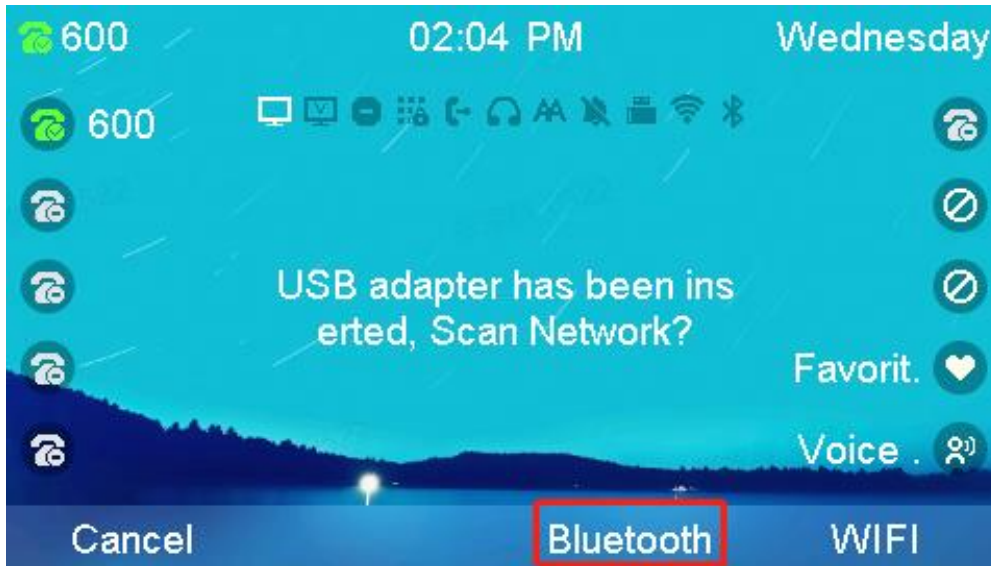 600 02:04 PM Wednesday
600
USB adapter has been ins
erted, Scan Network?
Favorit.
Voice .
Cancel Bluetooth WIFI